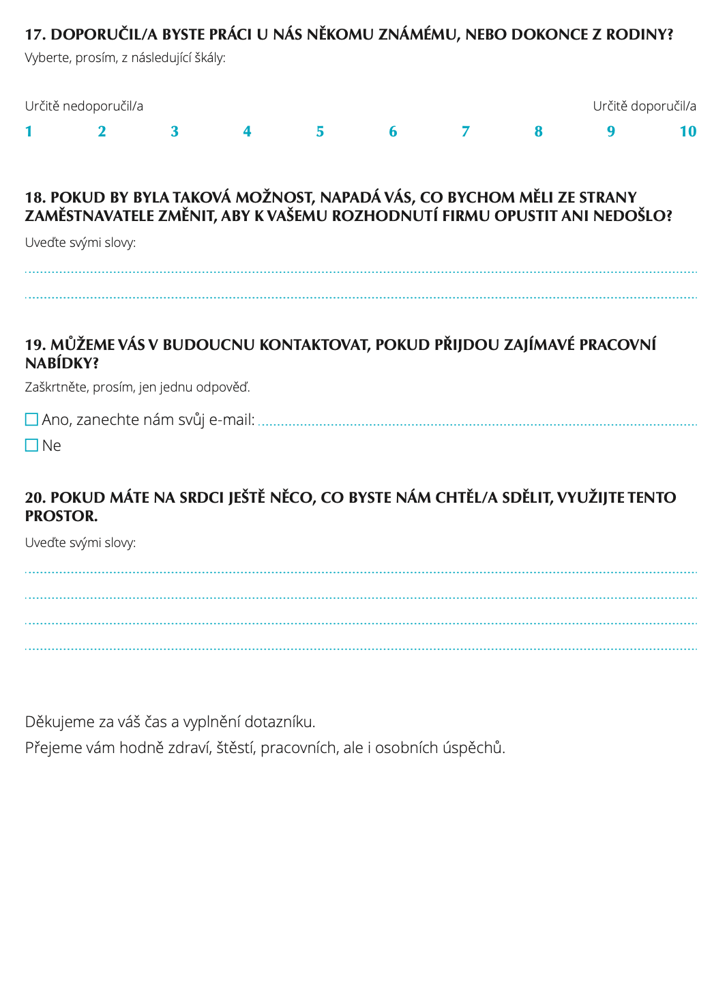 17. DOPORUČIL/A BYSTE PRÁCI U NÁS NĚKOMU ZNÁMÉMU, NEBO DOKONCE Z RODINY?
Vyberte, prosím, z následující škály:
Určitě nedoporučil/a Určitě doporučil/a
1 2 3 4 5 6 7 8 9 10
18. POKUD BY BYLA TAKOVÁ MOŽNOST, NAPADÁ VÁS, CO BYCHOM MĚLI ZE STRANY
ZAMĚSTNAVATELE ZMĚNIT, ABY K VAŠEMU ROZHODNUTÍ FIRMU OPUSTIT ANI NEDOŠLO?
Uveďte svými slovy:
19. MŮŽEME VÁS V BUDOUCNU KONTAKTOVAT, POKUD PŘIJDOU ZAJÍMAVÉ PRACOVNÍ
NABÍDKY?
Zaškrtněte, prosím, jen jednu odpověď.
Ano, zanechte nám svůj e-mail:
Ne
20. POKUD MÁTE NA SRDCI JEŠTĚ NĚCO, CO BYSTE NÁM CHTĚL/A SDĚLIT, VYUŽIJTE TENTO
PROSTOR.
Uveďte svými slovy:
Děkujeme za váš čas a vyplnění dotazníku.
Přejeme vám hodně zdraví, štěstí, pracovních, ale i osobních úspěchů.